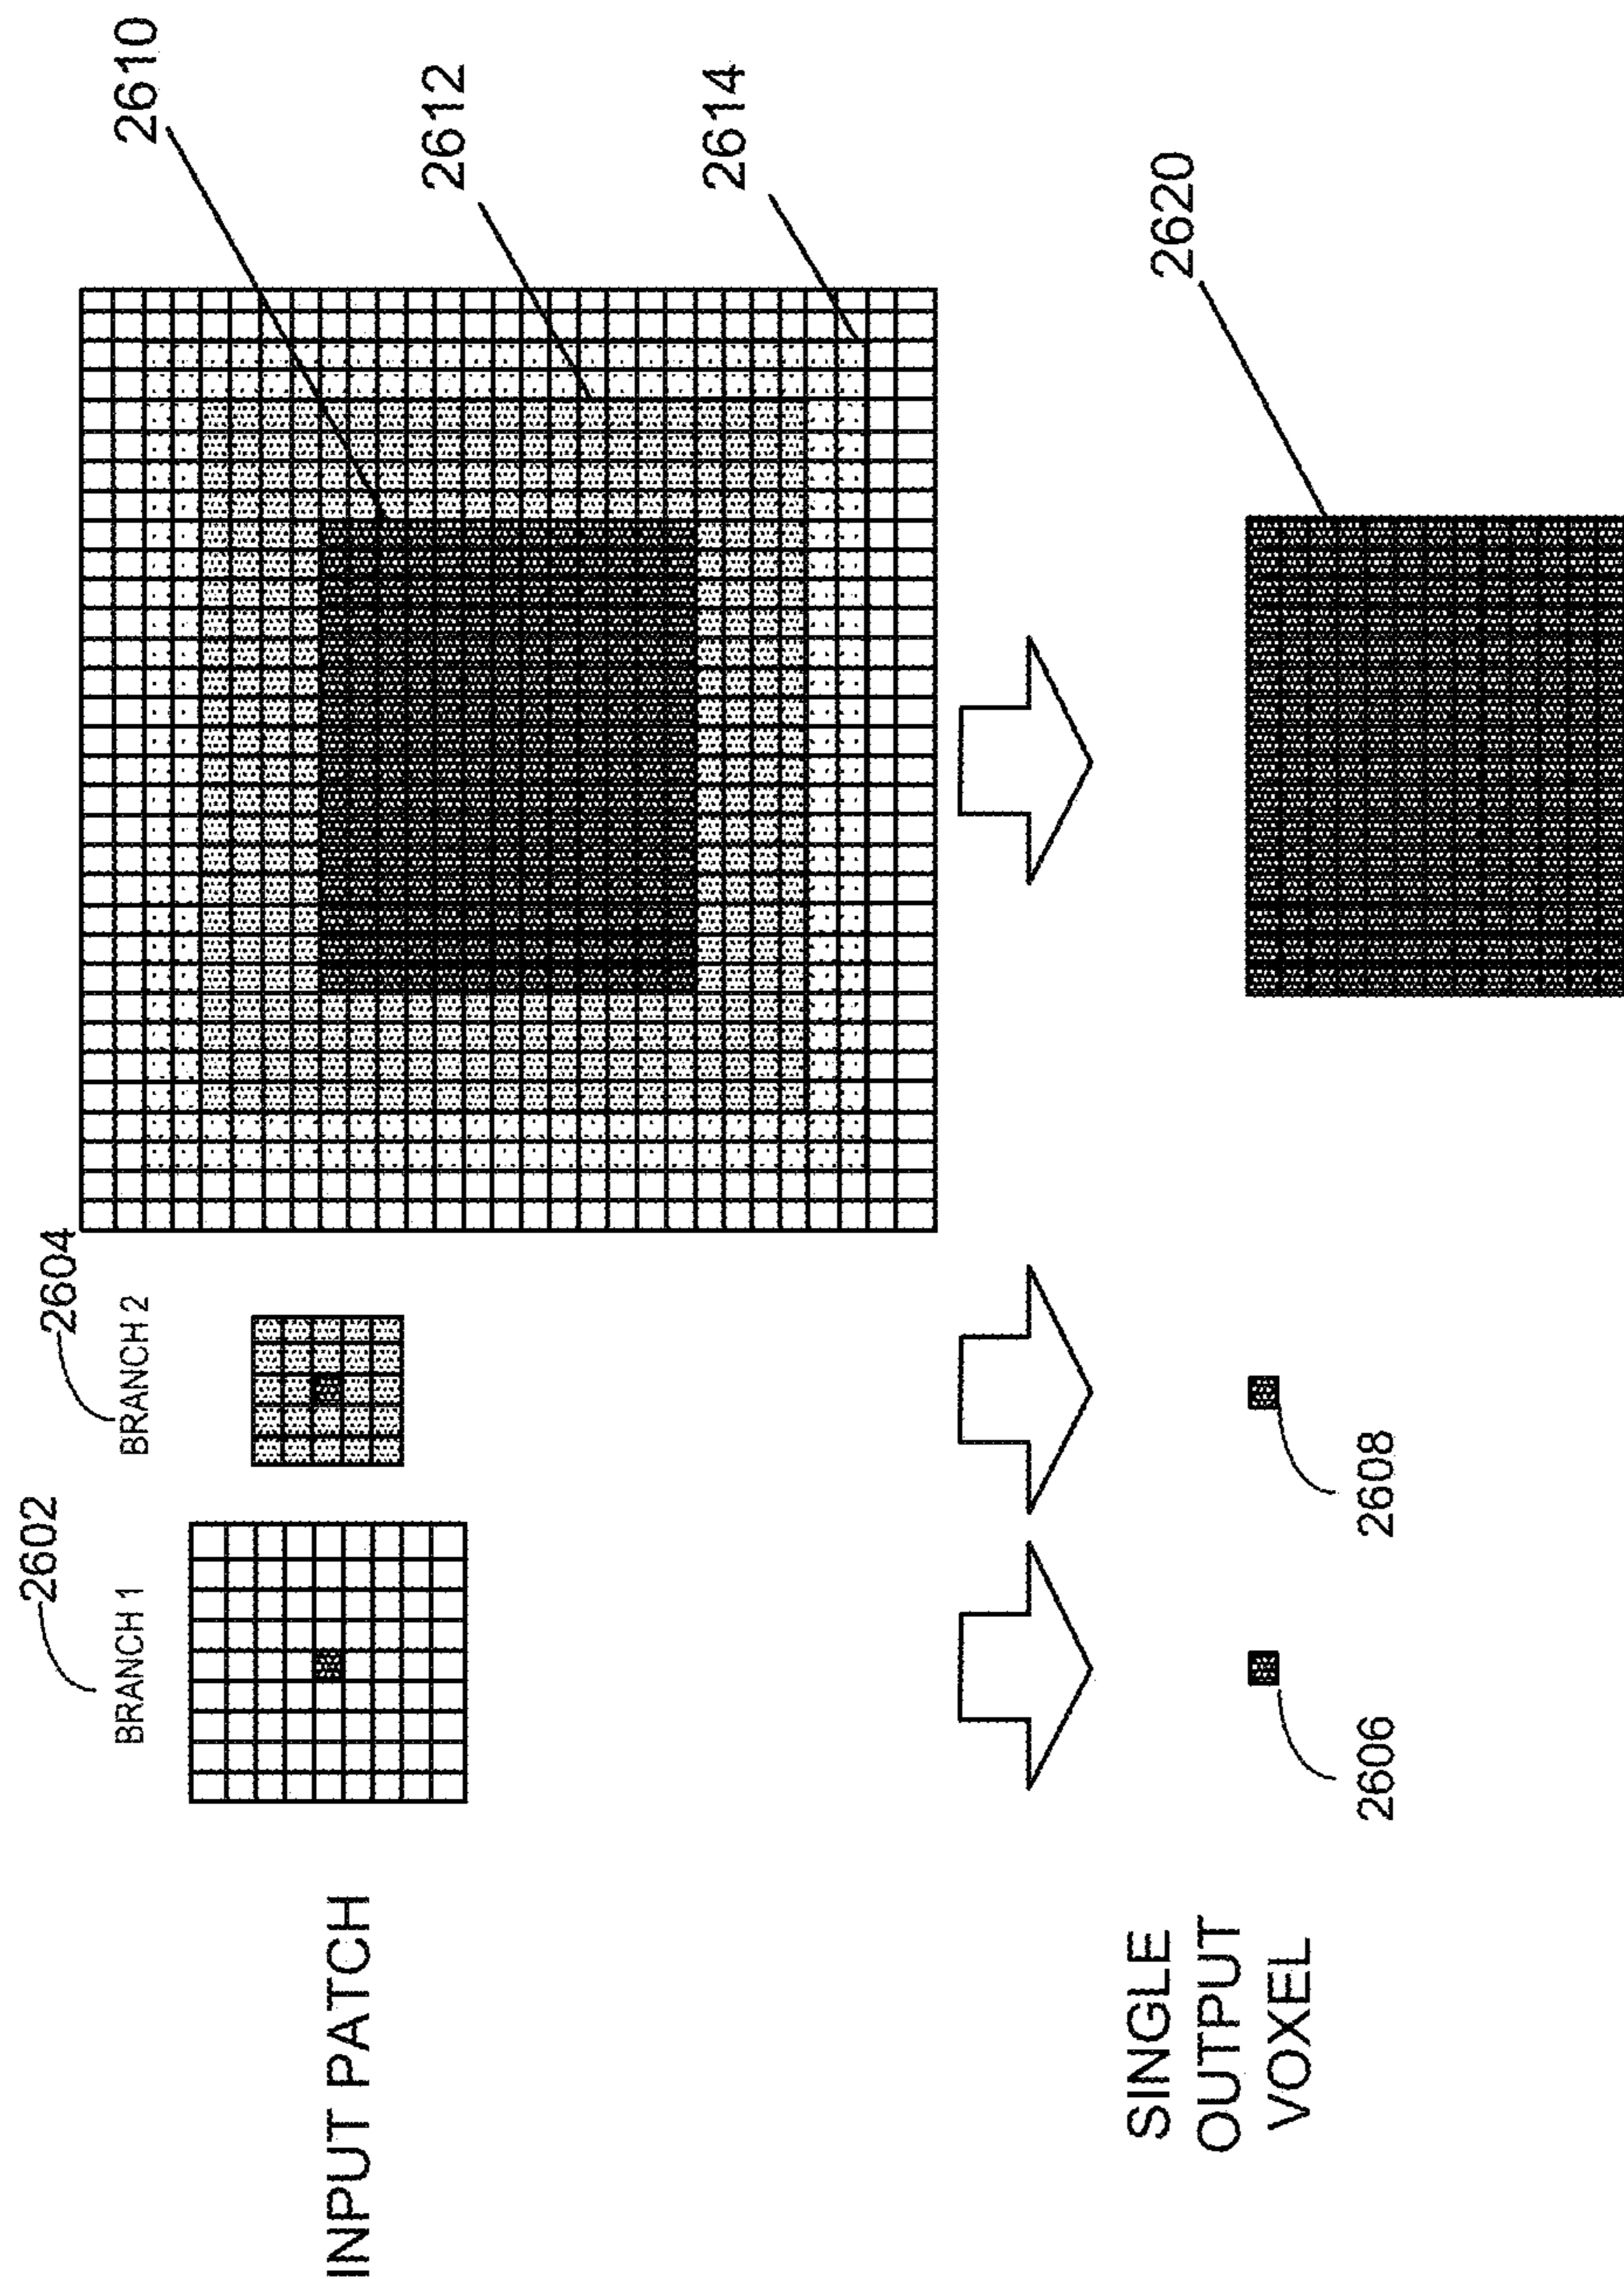 2602
2604
BRANCH 1
BRANCH 2
2610
2612
2614
INPUT PATCH
SINGLE
OUTPUT
VOXEL
2606
2608
2620